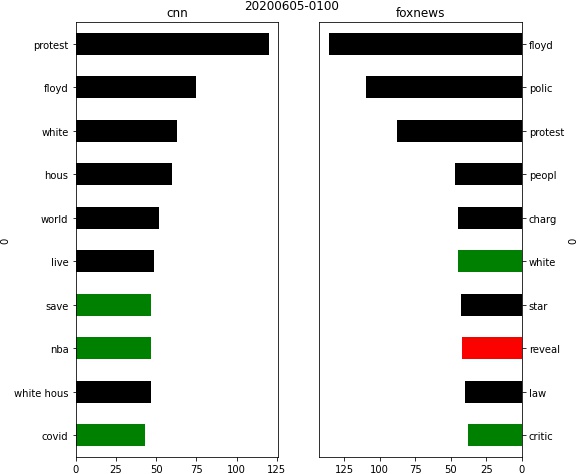 20200605-0100
cnn
foxnews
protest
floyd
white
hous
world
live
save
nba
white hous
covid
0
0 25 50 75 100 125
floyd
polic
protest
peopl
charg
white
star
reveal
law
critic
0
125 100 75 50 25 0